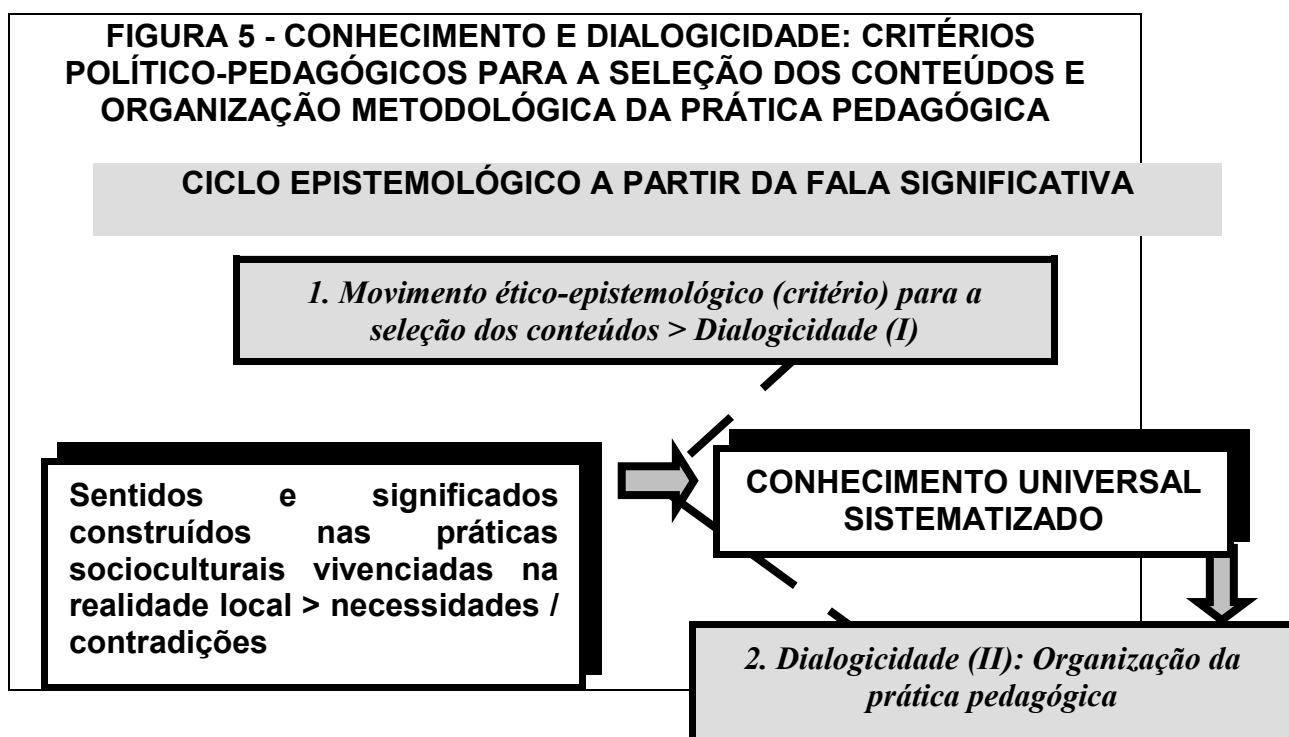 FIGURA 5 - CONHECIMENTO E DIALOGICIDADE: CRITÉRIOS
POLÍTICO-PEDAGÓGICOS PARA A SELEÇÃO DOS CONTEÚDOS E
ORGANIZAÇÃO METODOLÓGICA DA PRÁTICA PEDAGÓGICA
CICLO EPISTEMOLÓGICO A PARTIR DA FALA SIGNIFICATIVA
1. Movimento ético-epistemológico (critério) para a
seleção dos conteúdos > Dialogicidade (I)
Sentidos e significados
construídos nas práticas
socioculturais vivenciadas na
realidade local > necessidades /
contradições
CONHECIMENTO UNIVERSAL
SISTEMATIZADO
2. Dialogicidade (II): Organização da
prática pedagógica